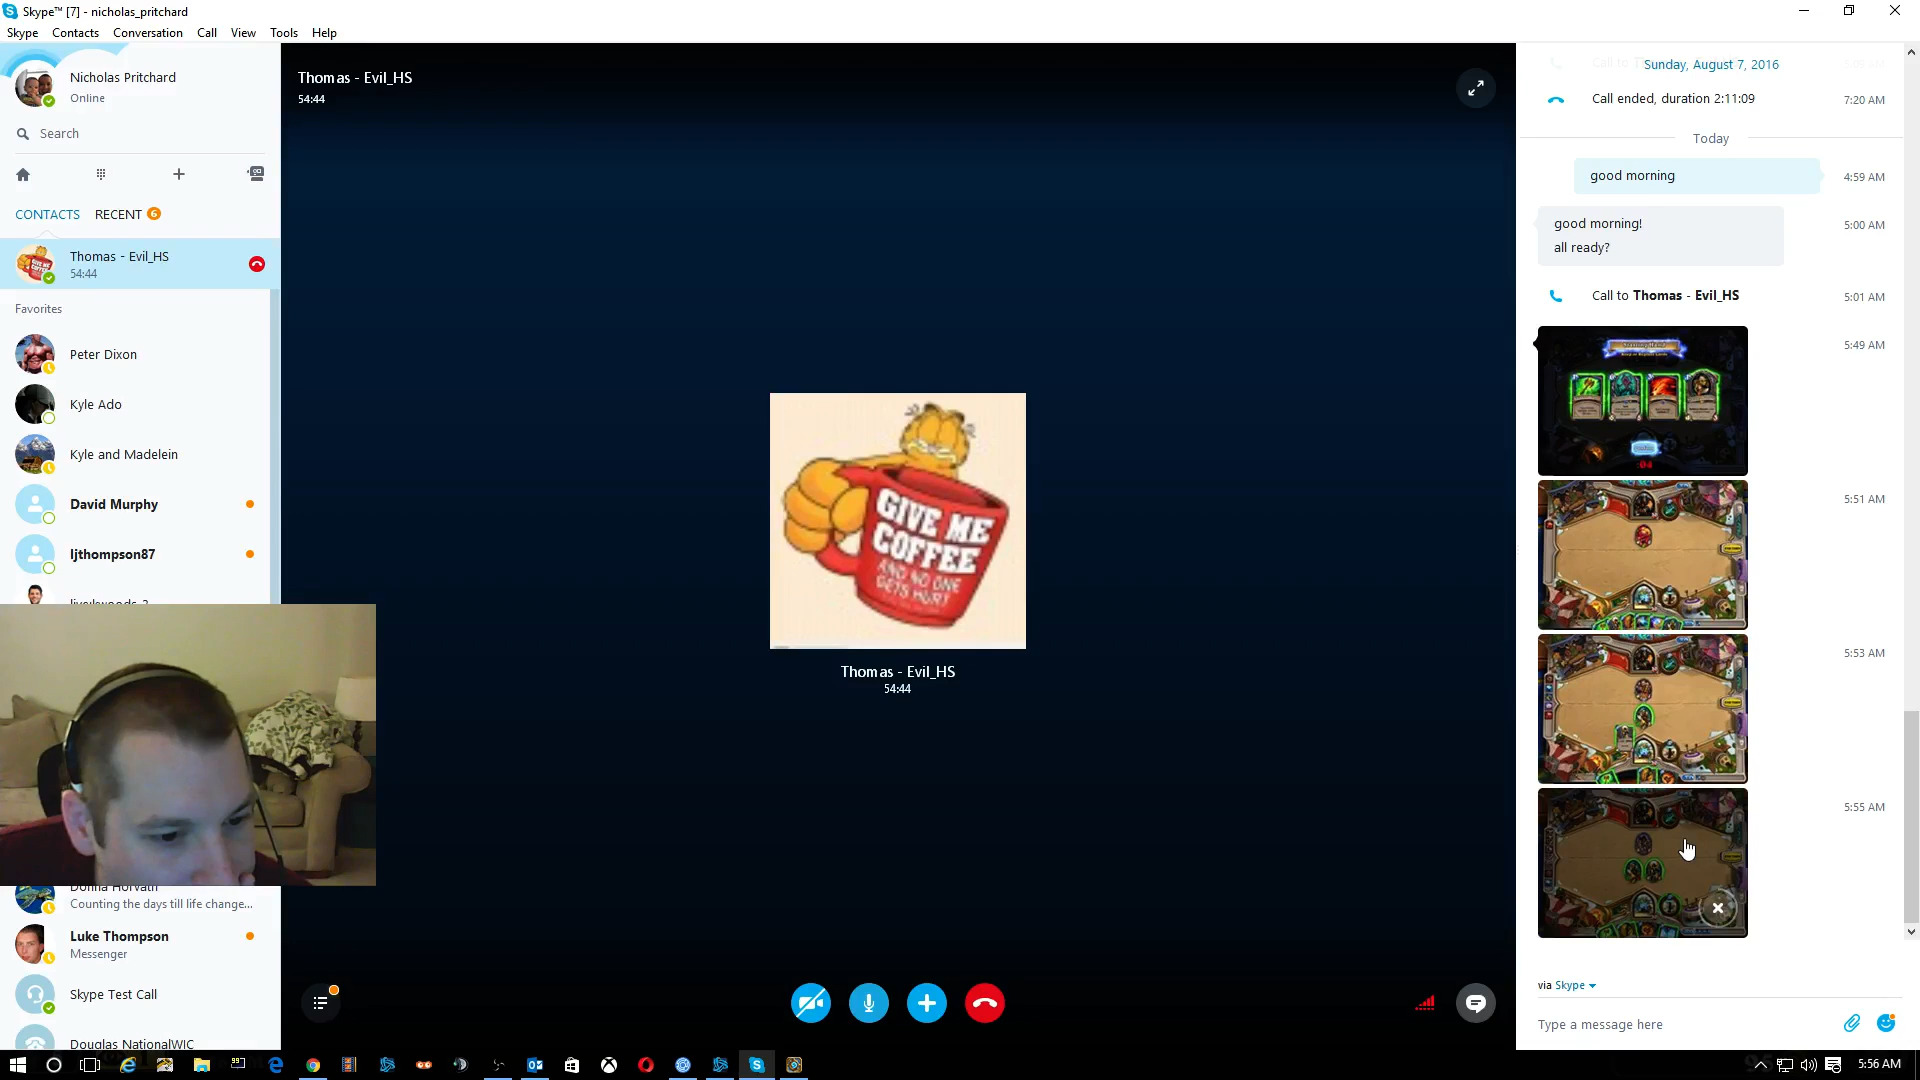 Skype™ [7] - nicholas_pritchard
Skype Contacts Conversation Call View Tools Help
Nicholas Pritchard
Online
Search
CONTACTS RECENT 6
Thomas - Evil_HS
54:44
Favorites
Peter Dixon
Kyle Ado
Kyle and Madelein
David Murphy
ljthompson87
Donna Horvath
Counting the days till life change...
Luke Thompson
Messenger
Skype Test Call
Douglas NationalWIC
Thomas - Evil_HS
54:44
GIVE ME
COFFEE
AND NO ONE
GETS HURT
Thomas - Evil_HS
54:44
Sunday, August 7, 2016
Call ended, duration 2:11:09 7:20 AM
Today
good morning 4:59 AM
good morning! 5:00 AM
all ready?
Call to Thomas - Evil_HS 5:01 AM
5:49 AM
:04
5:51 AM
5:53 AM
5:55 AM
via Skype
Type a message here
5:56 AM